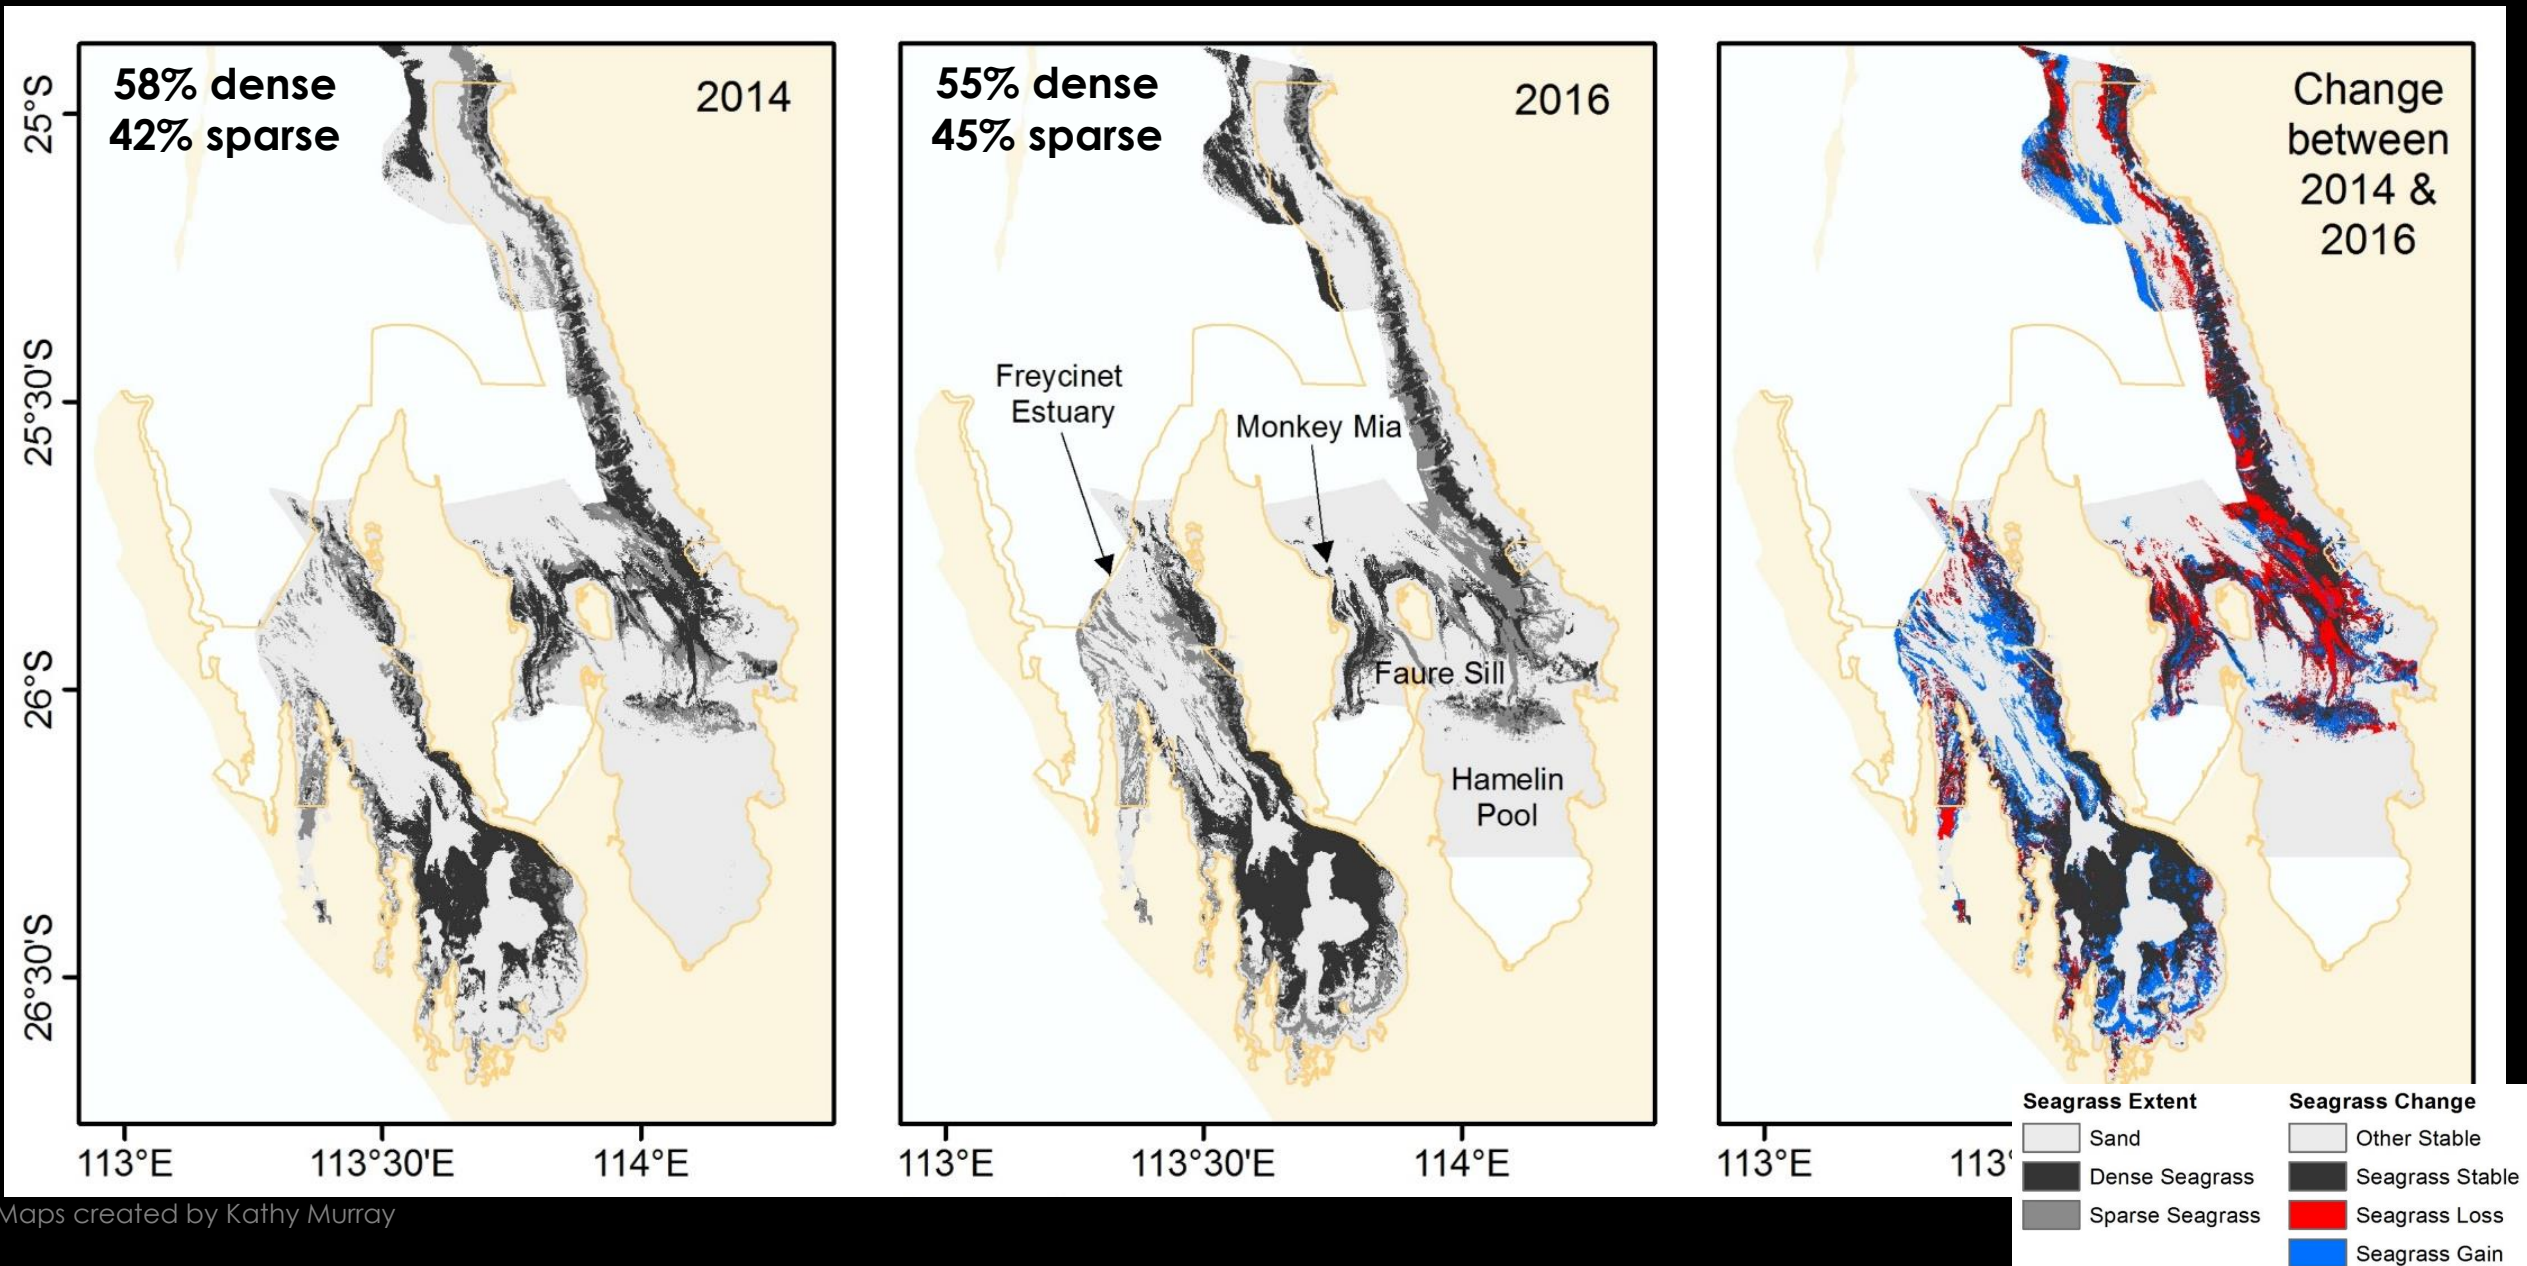 58% dense
42% sparse
2014
55% dense
45% sparse
2016
Change
between
2014 &
2016
25°S
25°30'S
26°S
26°30'S
Freycinet
Estuary
Monkey Mia
Faure Sill
Hamelin
Pool
113°E
113°30'E
114°E
113°E
113°30'E
114°E
113°E
113°
Seagrass Extent
Sand
Dense Seagrass
Sparse Seagrass
Seagrass Change
Other Stable
Seagrass Stable
Seagrass Loss
Seagrass Gain
Maps created by Kathy Murray